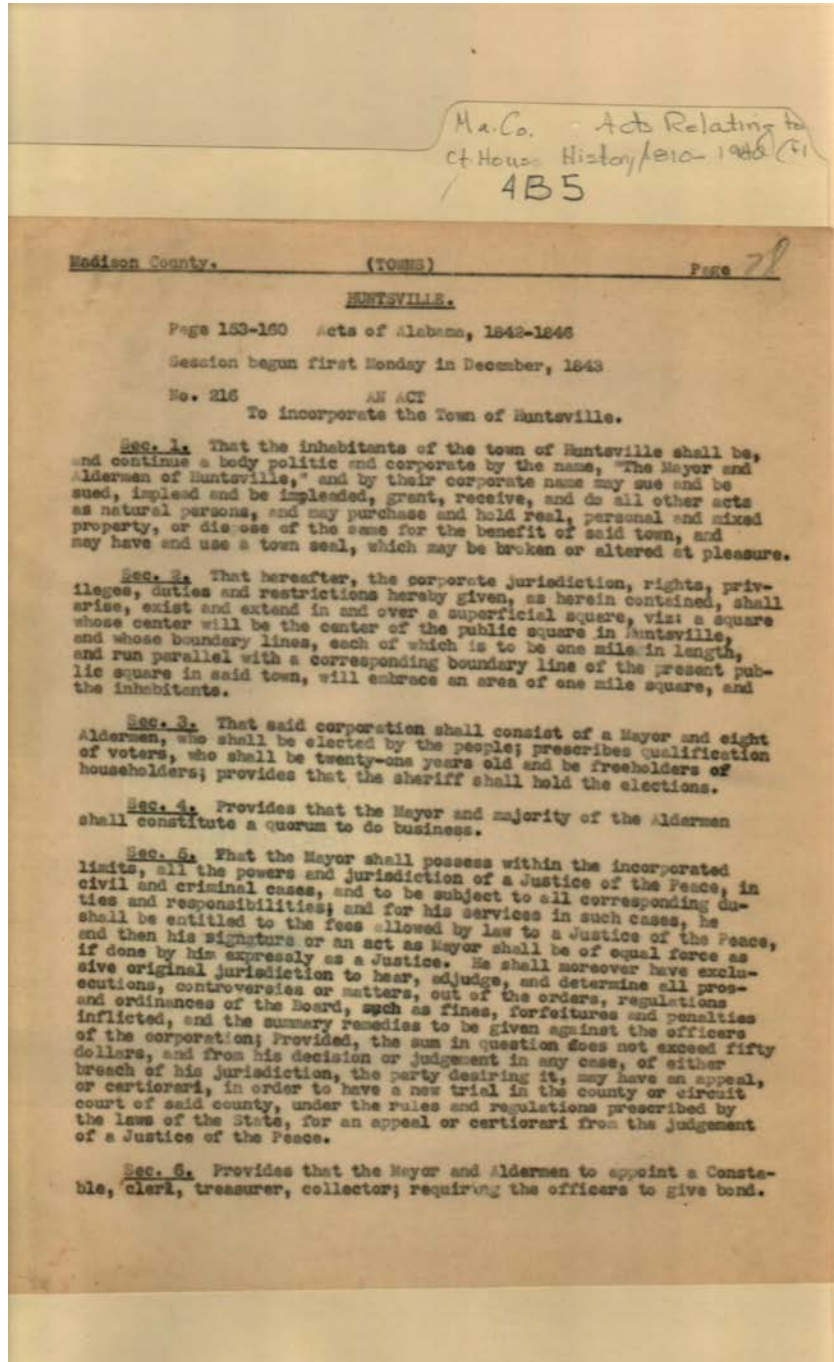 Ma. Co. Acts Relating to
Ct. House History 1810-
4B5
Madison County. (TOWNS) Page 28
HUNTSVILLE.
Page 153-160 Acts of Alabama, 1842-1846
Session begun first Monday in December, 1843
No. 216 AN ACT
To incorporate the Town of Huntsville.
Sec. 1. That the inhabitants of the town of Huntsville shall be,
and continue a body politic and corporate by the name, "The Mayor and
Aldermen of Huntsville," and by their corporate name may sue and be
sued, implead and be impleaded, grant, receive, and do all other acts
as natural persons, and may purchase and hold real, personal and mixed
property, or dispose of the same for the benefit of said town, and
may have and use a town seal, which may be broken or altered at pleasure.
Sec. 2. That hereafter, the corporate jurisdiction, rights, priv-
ileges, duties and restrictions hereby given, as herein contained, shall
arise, exist and extend in and over a superficial square, viz: a square
whose center will be the center of the public square in Huntsville,
and whose boundary lines, each of which is to be one mile in length,
and run parallel with a corresponding boundary line of the present pub-
lic square in said town, will embrace an area of one mile square, and
the inhabitants.
Sec. 3. That said corporation shall consist of a Mayor and eight
Aldermen, who shall be elected by the people; prescribes qualification
of voters, who shall be twenty-one years old and be freeholders of
householders; provides that the sheriff shall hold the elections.
Sec. 4. Provides that the Mayor and majority of the Aldermen
shall constitute a quorum to do business.
Sec. 5. That the Mayor shall possess within the incorporated
limits, all the powers and jurisdiction of a Justice of the Peace, in
civil and criminal cases, and to be subject to all corresponding du-
ties and responsibilities; and for his services in such cases, he
shall be entitled to the fees allowed by law to a Justice of the Peace,
and then his signature or an act as Mayor shall be of equal force as
if done by him expressly as a Justice. He shall moreover have exclu-
sive original jurisdiction to hear, adjudge, and determine all pros-
ecutions, controversies or matters, out of the orders, regulations
and ordinances of the Board, such as fines, forfeitures and penalties
inflicted, and the summary remedies to be given against the officers
of the corporation; Provided, the sum in question does not exceed fifty
dollars, and from his decision or judgement in any case, of either
breach of his jurisdiction, the party desiring it, may have an appeal,
or certiorari, in order to have a new trial in the county or circuit
court of said county, under the rules and regulations prescribed by
the laws of the State, for an appeal or certiorari from the judgement
of a Justice of the Peace.
Sec. 6. Provides that the Mayor and Aldermen to appoint a Consta-
ble, clerk, treasurer, collector; requiring the officers to give bond.